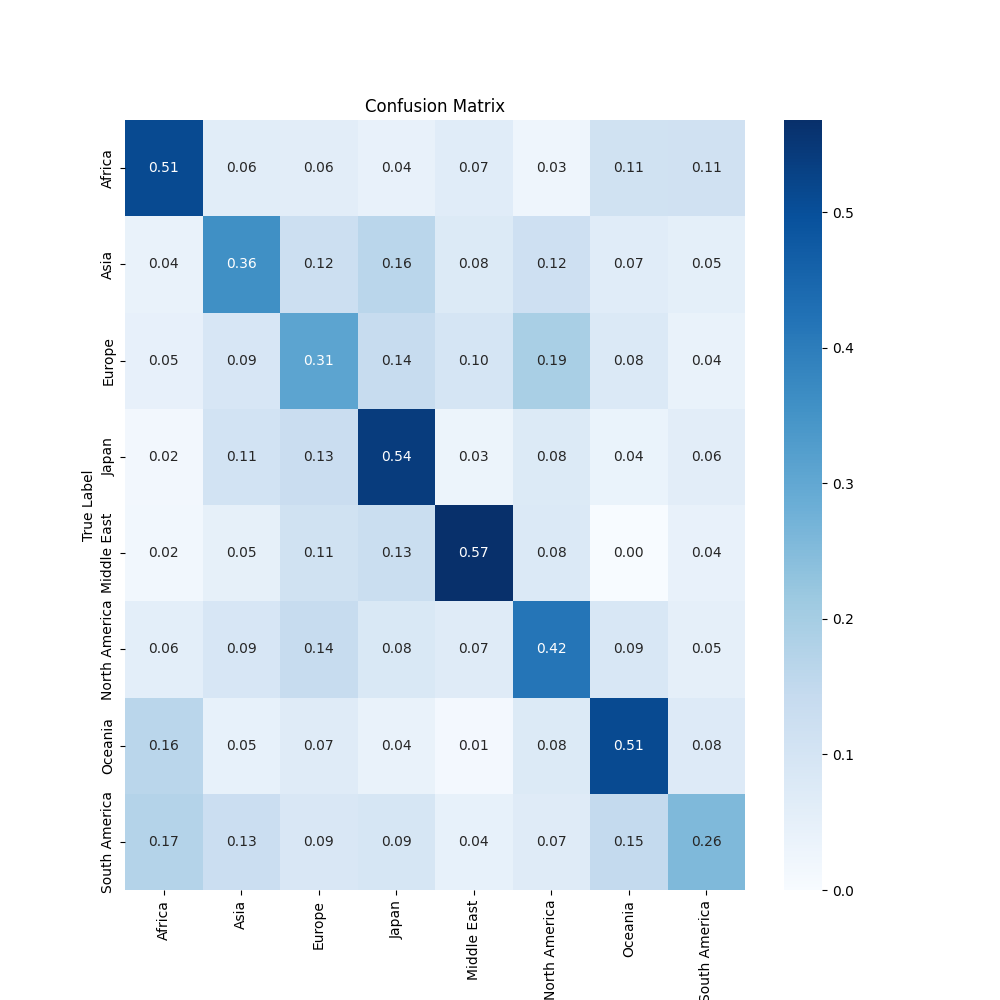 Confusion Matrix
True Label
Africa 0.51 0.06 0.06 0.04 0.07 0.03 0.11 0.11
Asia 0.04 0.36 0.12 0.16 0.08 0.12 0.07 0.05
Europe 0.05 0.09 0.31 0.14 0.10 0.19 0.08 0.04
Japan 0.02 0.11 0.13 0.54 0.03 0.08 0.04 0.06
Middle East 0.02 0.05 0.11 0.13 0.57 0.08 0.00 0.04
North America 0.06 0.09 0.14 0.08 0.07 0.42 0.09 0.05
Oceania 0.16 0.05 0.07 0.04 0.01 0.08 0.51 0.08
South America 0.17 0.13 0.09 0.09 0.04 0.07 0.15 0.26
Africa Asia Europe Japan Middle East North America Oceania South America
0.5
0.4
0.3
0.2
0.1
0.0